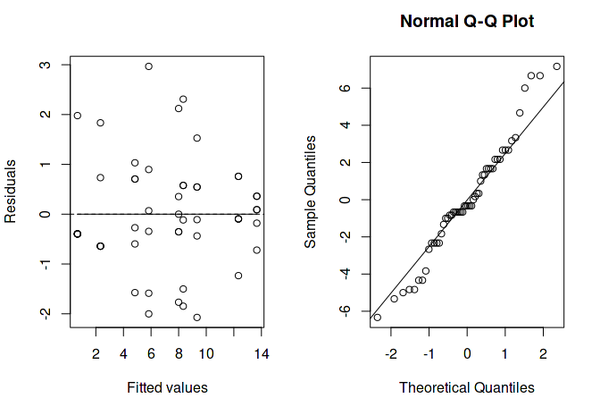 Normal Q-Q Plot
Residuals
3
2
1
0
-1
-2
2 4 6 8 10 14
Fitted values
Sample Quantiles
6
4
2
0
-2
-4
-6
-2 -1 0 1 2
Theoretical Quantiles